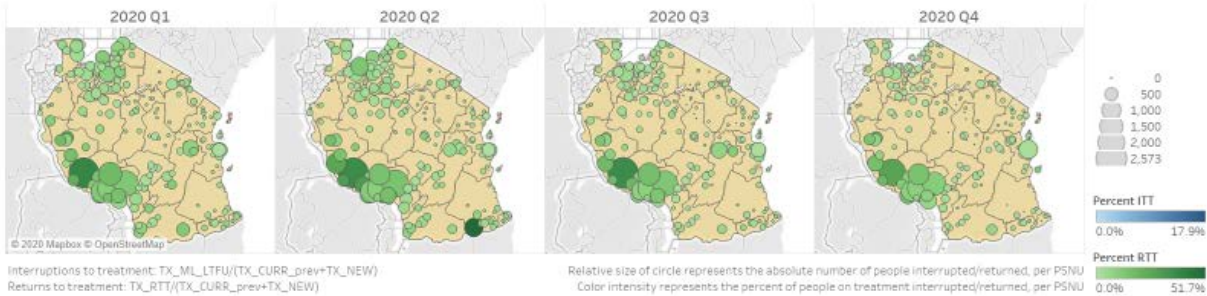 2020 Q1
2020 Q2
2020 Q3
2020 Q4
0
500
1,000
1,500
2,000
2,573
Percent ITT
0.0%
17.9%
Percent RTT
0.0%
51.7%
© 2020 Mapbox © OpenStreetMap
Interruptions to treatment: TX_ML_LTFU/(TX_CURR_prev+TX_NEW)
Returns to treatment: TX_RTT/(TX_CURR_prev+TX_NEW)
Relative size of circle represents the absolute number of people interrupted/returned, per PSNU
Color intensity represents the percent of people on treatment interrupted/returned, per PSNU